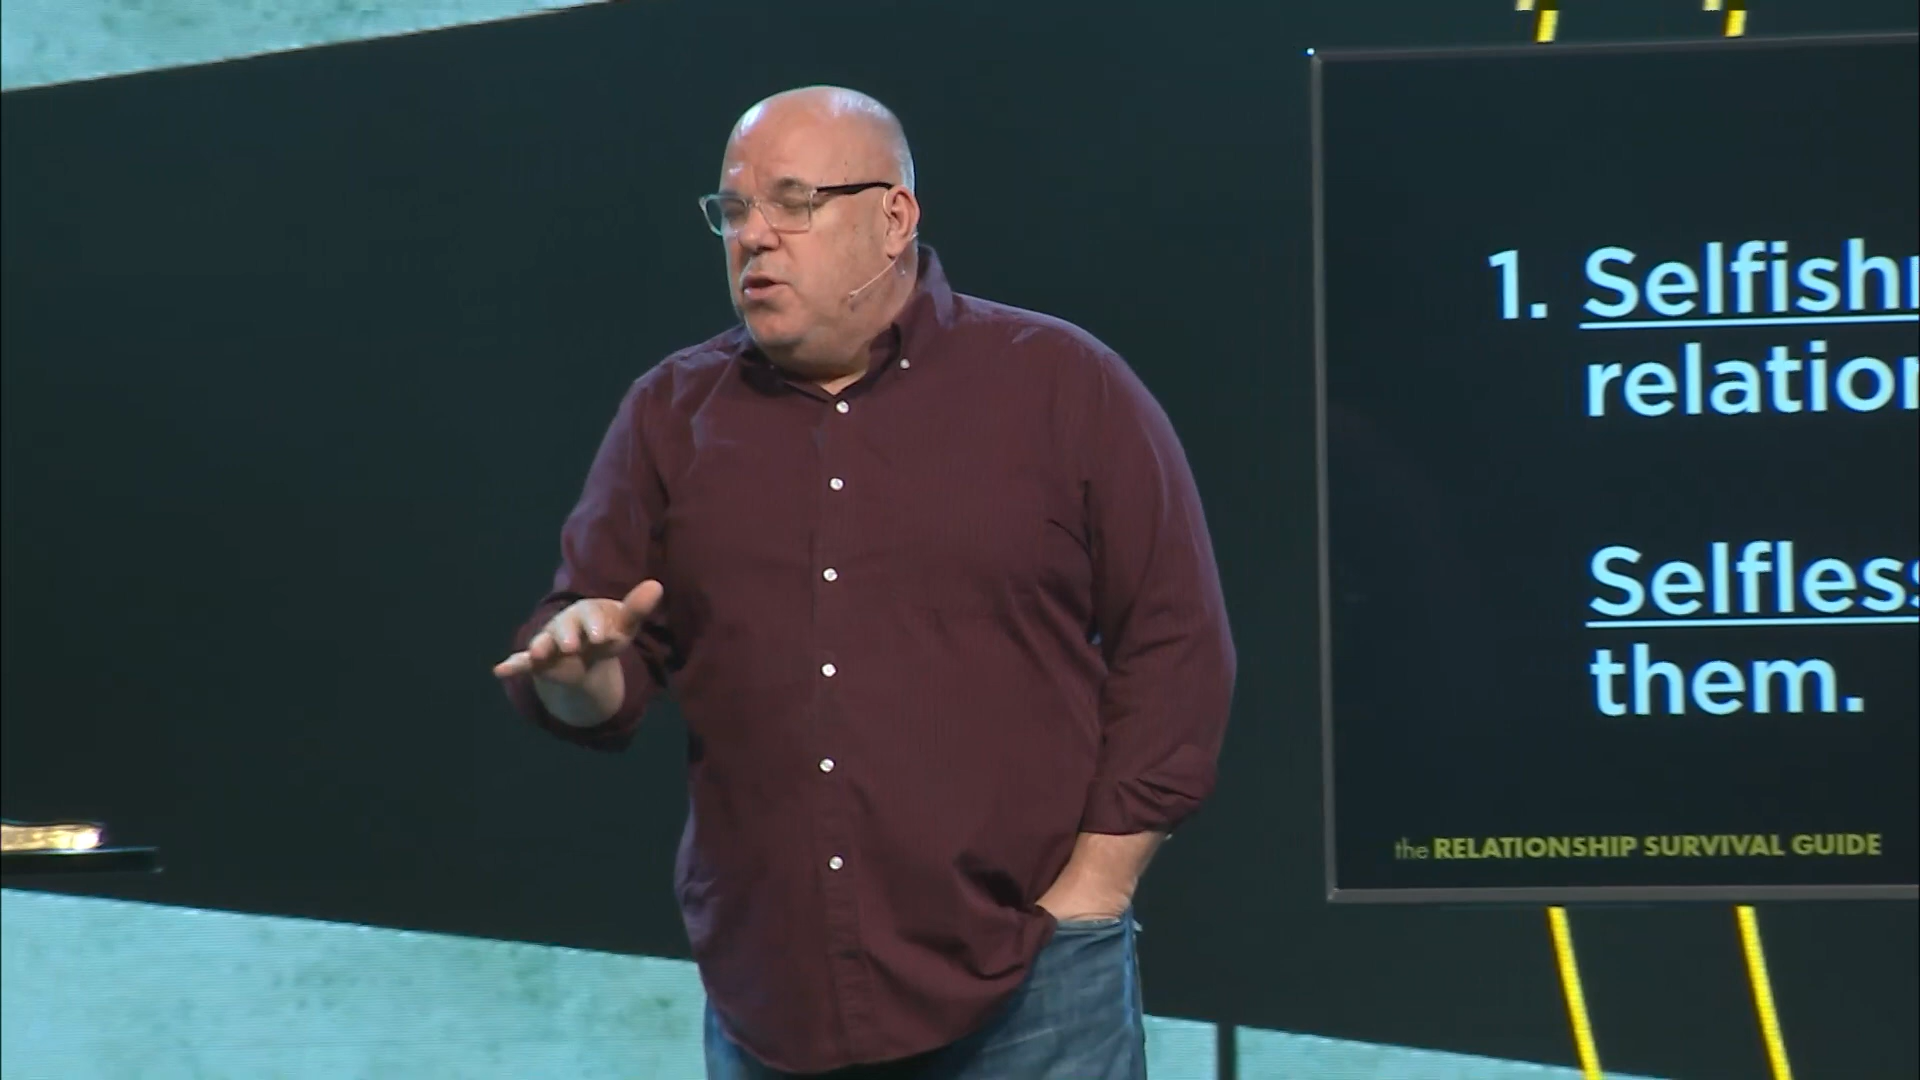 1. Selfish
relation
Selfless
them.
the RELATIONSHIP SURVIVAL GUIDE